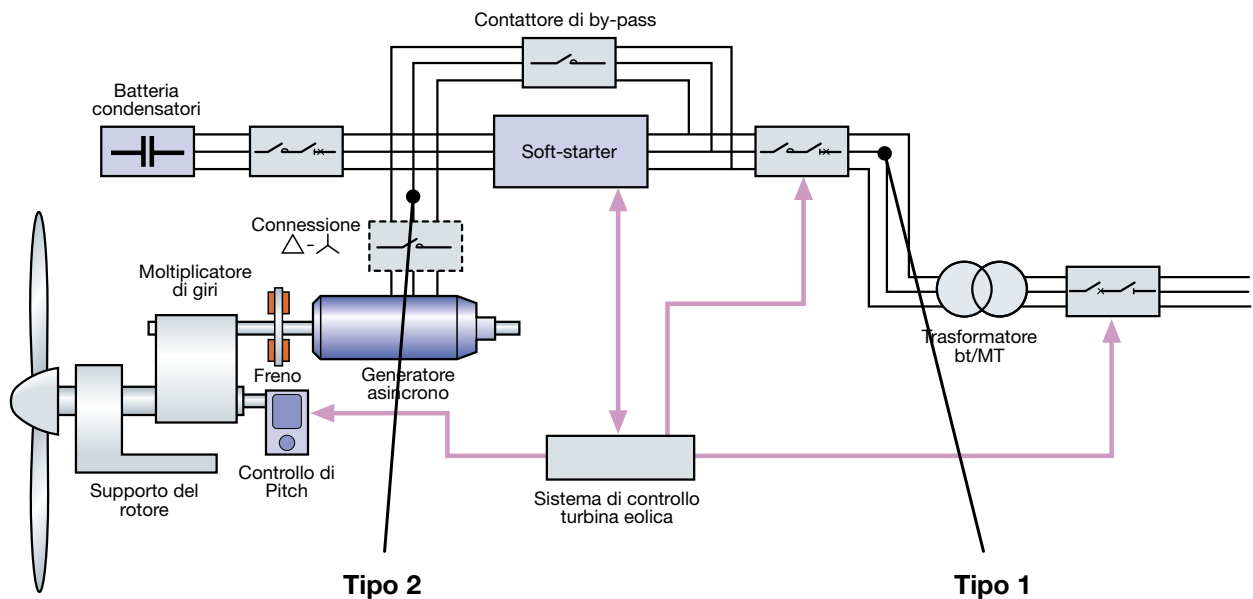 Contattore di by-pass
Batteria
condensatori
Soft-starter
Connessione
Moltiplicatore
di giri
Freno
Generatore
asincrono
Trasformatore
bt/MT
Controllo di
Pitch
Supporto del
rotore
Sistema di controllo
turbina eolica
Tipo 2
Tipo 1